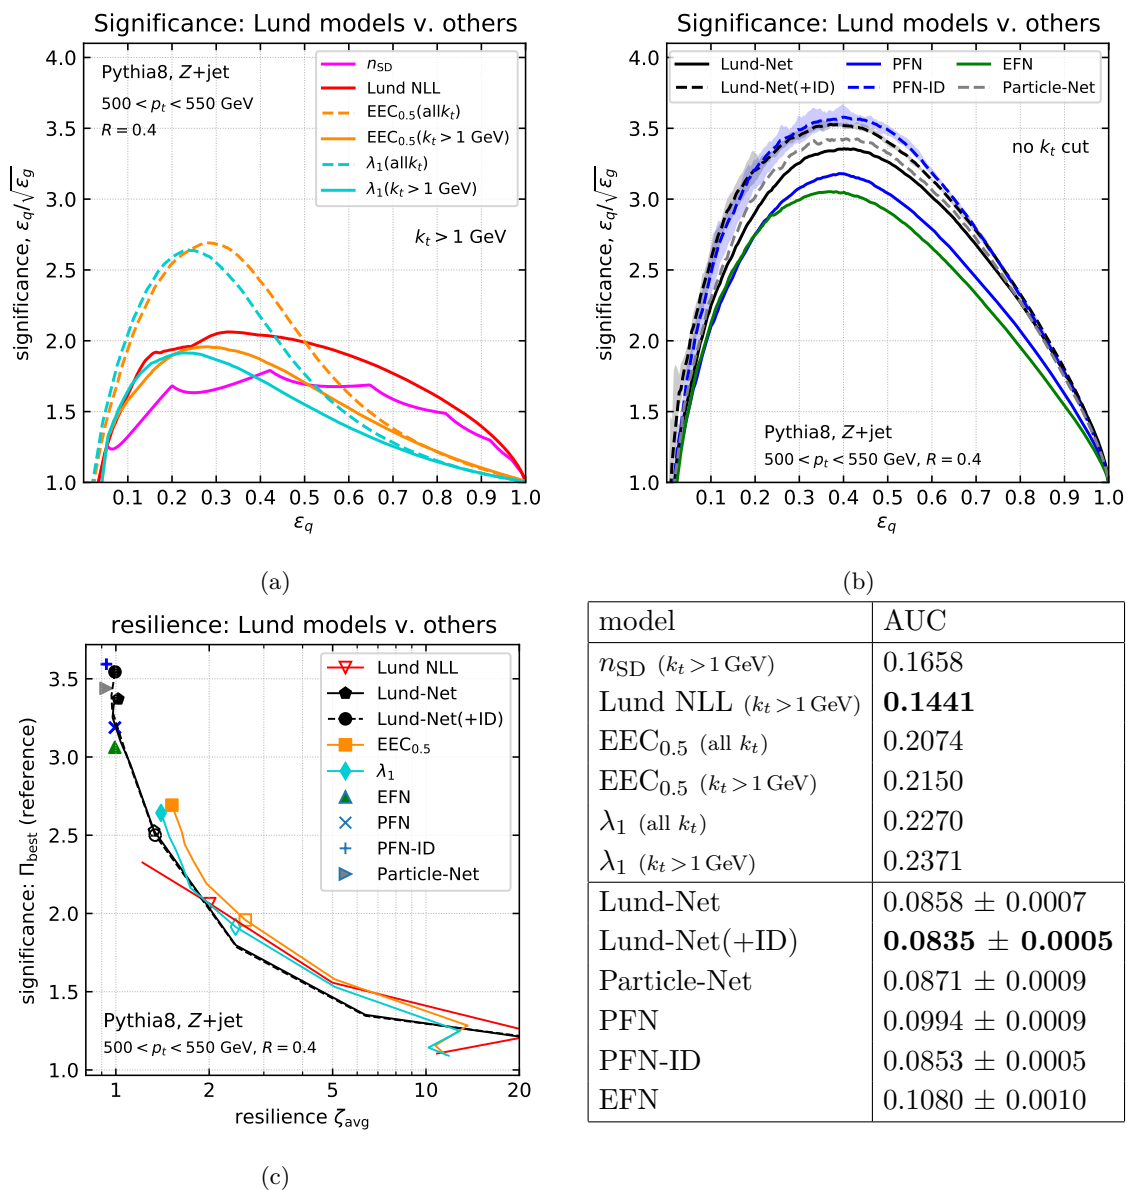 Significance: Lund models v. others
4.0
3.5
3.0
2.5
2.0
1.5
1.0
significance, ε_q/√ε_g
Pythia8, Z+jet
500 < p_t < 550 GeV
R = 0.4
n_SD
Lund NLL
EEC_0.5(allk_t)
EEC_0.5(k_t > 1 GeV)
λ_1(allk_t)
λ_1(k_t > 1 GeV)
k_t > 1 GeV
0.1 0.2 0.3 0.4 0.5 0.6 0.7 0.8 0.9 1.0
ε_q
(a)
Significance: Lund models v. others
4.0
3.5
3.0
2.5
2.0
1.5
1.0
significance, ε_q/√ε_g
Lund-Net PFN EFN
Lund-Net(+ID) PFN-ID Particle-Net
no k_t cut
Pythia8, Z+jet
500 < p_t < 550 GeV, R = 0.4
0.1 0.2 0.3 0.4 0.5 0.6 0.7 0.8 0.9 1.0
ε_q
(b)
resilience: Lund models v. others
3.5
3.0
2.5
2.0
1.5
1.0
significance: Π_best (reference)
Lund NLL
Lund-Net
Lund-Net(+ID)
EEC_0.5
λ_1
EFN
PFN
PFN-ID
Particle-Net
Pythia8, Z+jet
500 < p_t < 550 GeV, R = 0.4
1 2 5 10 20
resilience ζ_avg
(c)
model AUC
n_SD (k_t > 1 GeV) 0.1658
Lund NLL (k_t > 1 GeV) 0.1441
EEC_0.5 (all k_t) 0.2074
EEC_0.5 (k_t > 1 GeV) 0.2150
λ_1 (all k_t) 0.2270
λ_1 (k_t > 1 GeV) 0.2371
Lund-Net 0.0858 ± 0.0007
Lund-Net(+ID) 0.0835 ± 0.0005
Particle-Net 0.0871 ± 0.0009
PFN 0.0994 ± 0.0009
PFN-ID 0.0853 ± 0.0005
EFN 0.1080 ± 0.0010